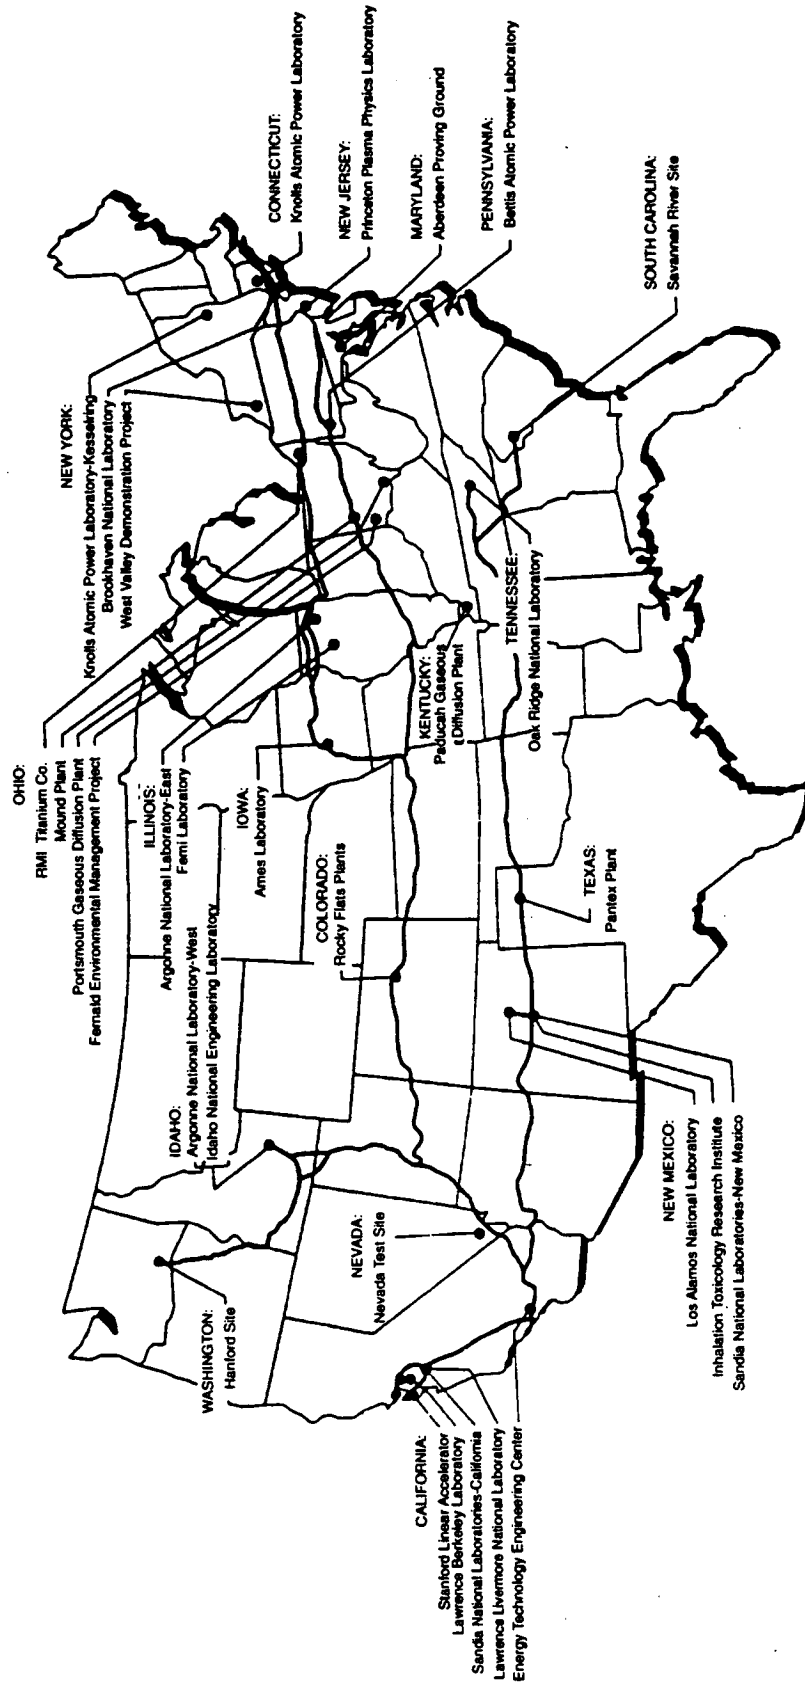 OHIO:
RMI Titanium Co.
Mound Plant
Portsmouth Gaseous Diffusion Plant
Fernald Environmental Management Project
NEW YORK:
Knolls Atomic Power Laboratory-Kesselring
Brookhaven National Laboratory
West Valley Demonstration Project
ILLINOIS:
Argonne National Laboratory-East
Femi Laboratory
IOWA:
Ames Laboratory
IDAHO:
Argonne National Laboratory-West
Idaho National Engineering Laboratory
COLORADO:
Rocky Flats Plants
WASHINGTON:
Hanford Site
NEVADA:
Nevada Test Site
CALIFORNIA:
Stanford Linear Accelerator
Lawrence Berkeley Laboratory
Sandia National Laboratories-California
Lawrence Livermore National Laboratory
Energy Technology Engineering Center
KENTUCKY:
Paducah Gaseous
Diffusion Plant
TENNESSEE:
Oak Ridge National Laboratory
TEXAS:
Pantex Plant
NEW MEXICO:
Los Alamos National Laboratory
Inhalation Toxicology Research Institute
Sandia National Laboratories-New Mexico
CONNECTICUT:
Knolls Atomic Power Laboratory
NEW JERSEY:
Princeton Plasma Physics Laboratory
MARYLAND:
Aberdeen Proving Ground
PENNSYLVANIA:
Bettis Atomic Power Laboratory
SOUTH CAROLINA:
Savannah River Site